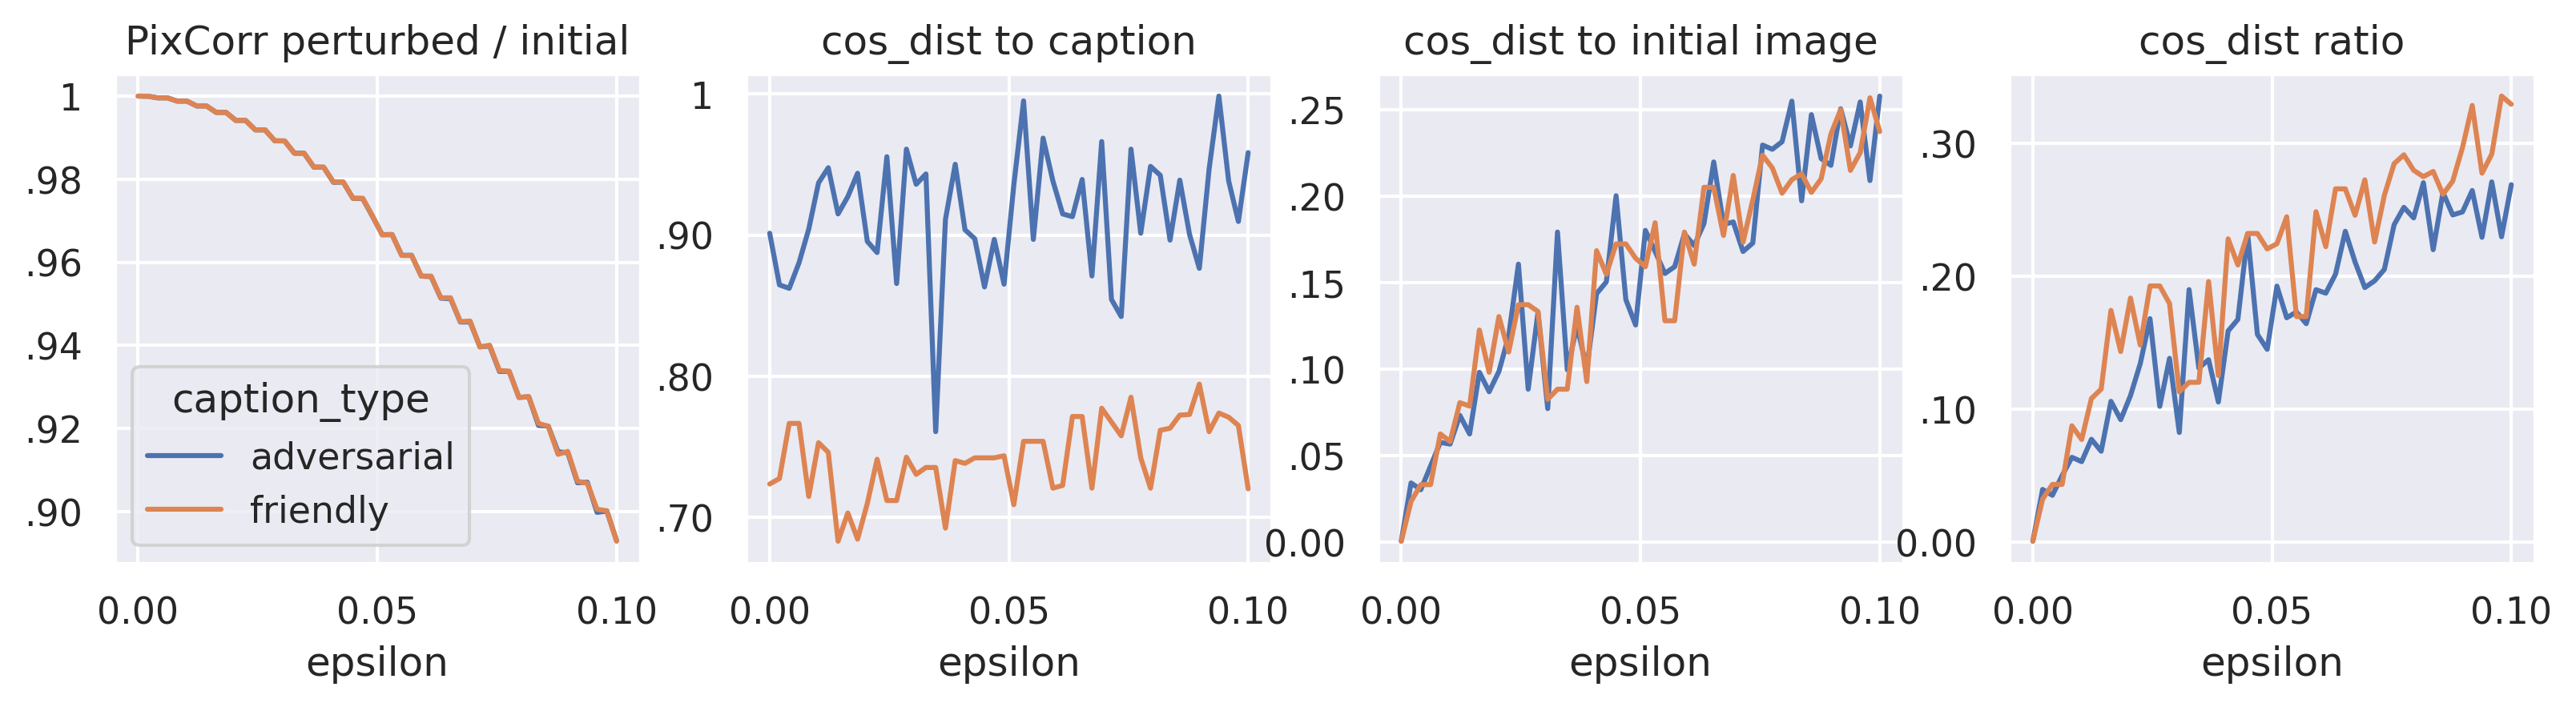 PixCorr perturbed / initial
1
.98
.96
.94
.92
.90
caption_type
adversarial
friendly
0.00 0.05 0.10
epsilon
cos_dist to caption
1
.90
.80
.70
0.00 0.05 0.10
epsilon
cos_dist to initial image
.25
.20
.15
.10
.05
0.00
0.00 0.05 0.10
epsilon
cos_dist ratio
.30
.20
.10
0.00
0.00 0.05 0.10
epsilon